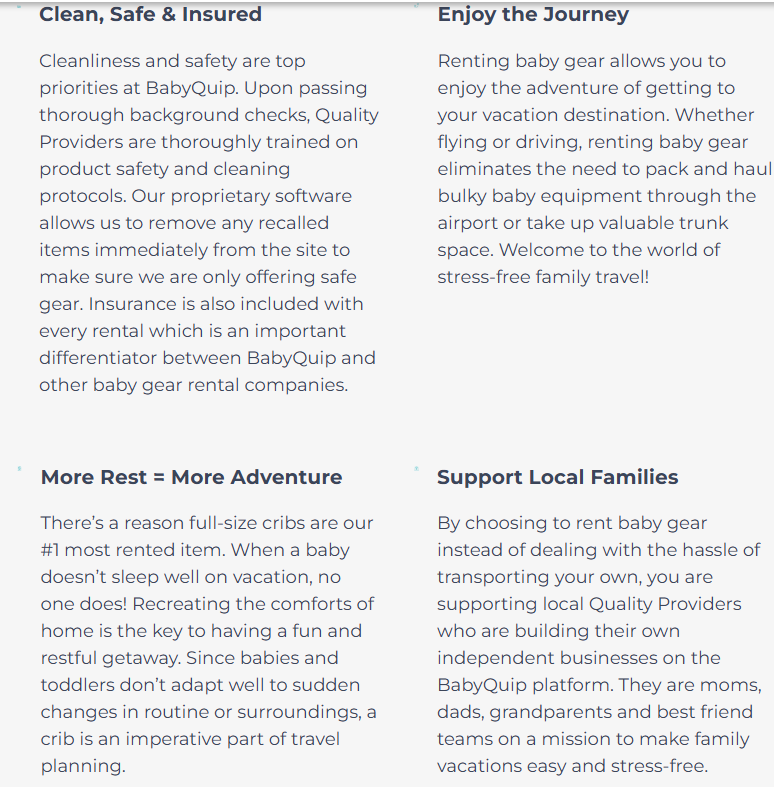 Clean, Safe & Insured
Cleanliness and safety are top
priorities at BabyQuip. Upon passing
thorough background checks, Quality
Providers are thoroughly trained on
product safety and cleaning
protocols. Our proprietary software
allows us to remove any recalled
items immediately from the site to
make sure we are only offering safe
gear. Insurance is also included with
every rental which is an important
differentiator between BabyQuip and
other baby gear rental companies.
Enjoy the Journey
Renting baby gear allows you to
enjoy the adventure of getting to
your vacation destination. Whether
flying or driving, renting baby gear
eliminates the need to pack and haul
bulky baby equipment through the
airport or take up valuable trunk
space. Welcome to the world of
stress-free family travel!
More Rest = More Adventure
There’s a reason full-size cribs are our
#1 most rented item. When a baby
doesn’t sleep well on vacation, no
one does! Recreating the comforts of
home is the key to having a fun and
restful getaway. Since babies and
toddlers don’t adapt well to sudden
changes in routine or surroundings, a
crib is an imperative part of travel
planning.
Support Local Families
By choosing to rent baby gear
instead of dealing with the hassle of
transporting your own, you are
supporting local Quality Providers
who are building their own
independent businesses on the
BabyQuip platform. They are moms,
dads, grandparents and best friend
teams on a mission to make family
vacations easy and stress-free.